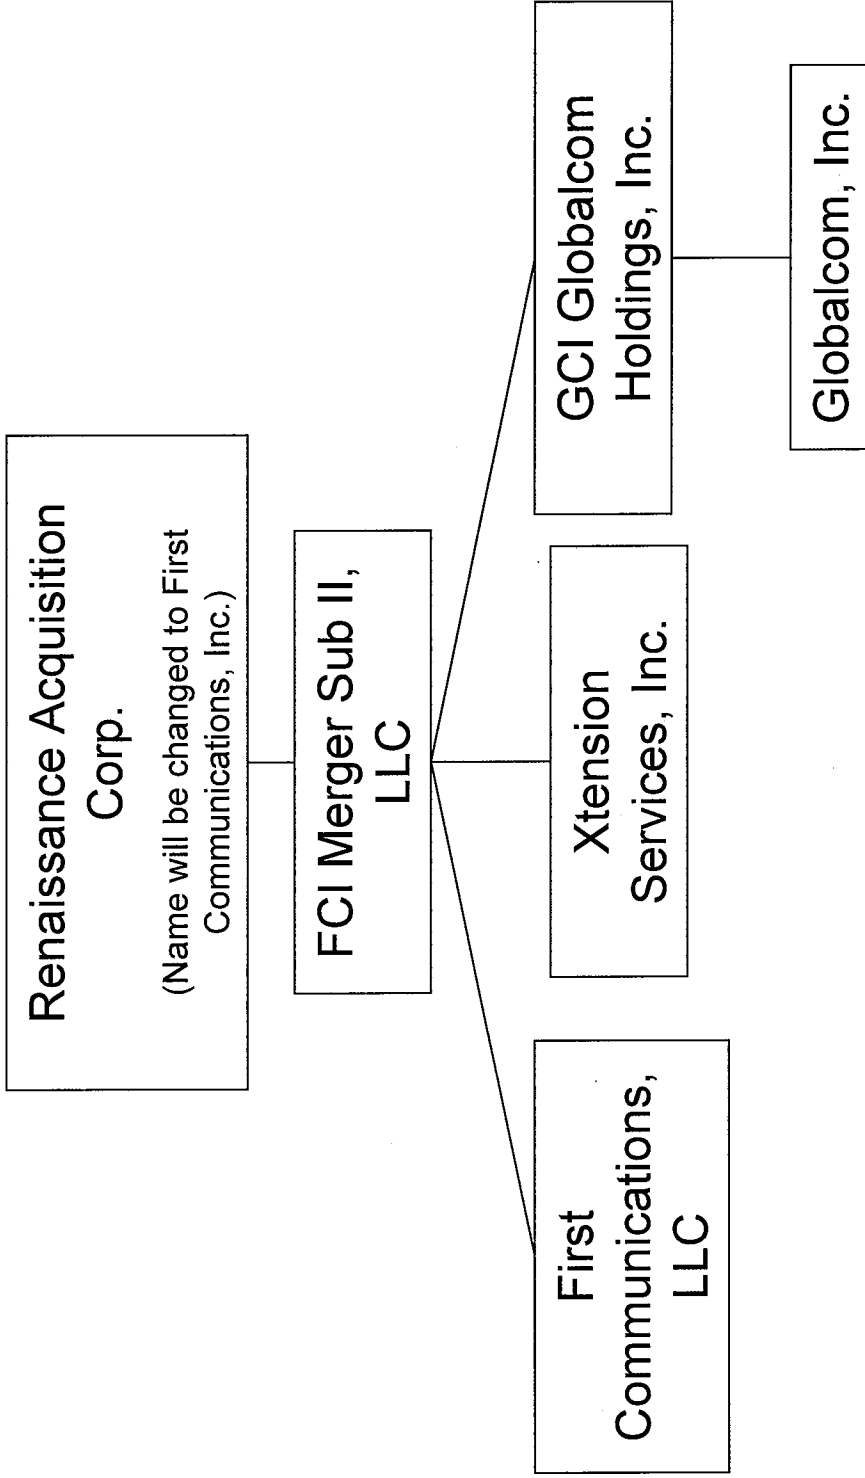 Renaissance Acquisition
Corp.
(Name will be changed to First
Communications, Inc.)
FCI Merger Sub II,
LLC
First
Communications,
LLC
Xtension
Services, Inc.
GCI Globalcom
Holdings, Inc.
Globalcom, Inc.